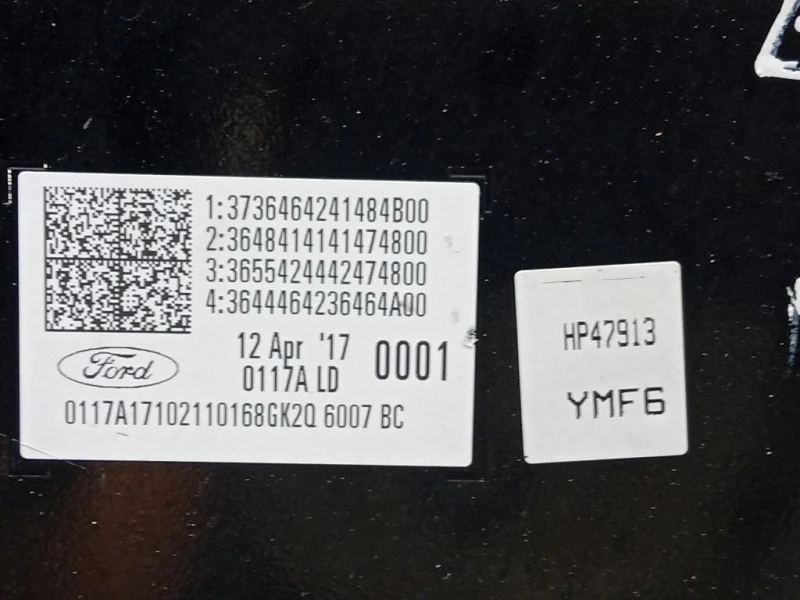 1:3736464241484B00
2:3648414141474800
3:3655424442474800
4:3644464236464A00
Ford
12 Apr '17
0117A LD
0001
0117A17102110168GK2Q 6007 BC
HP47913
YMF6